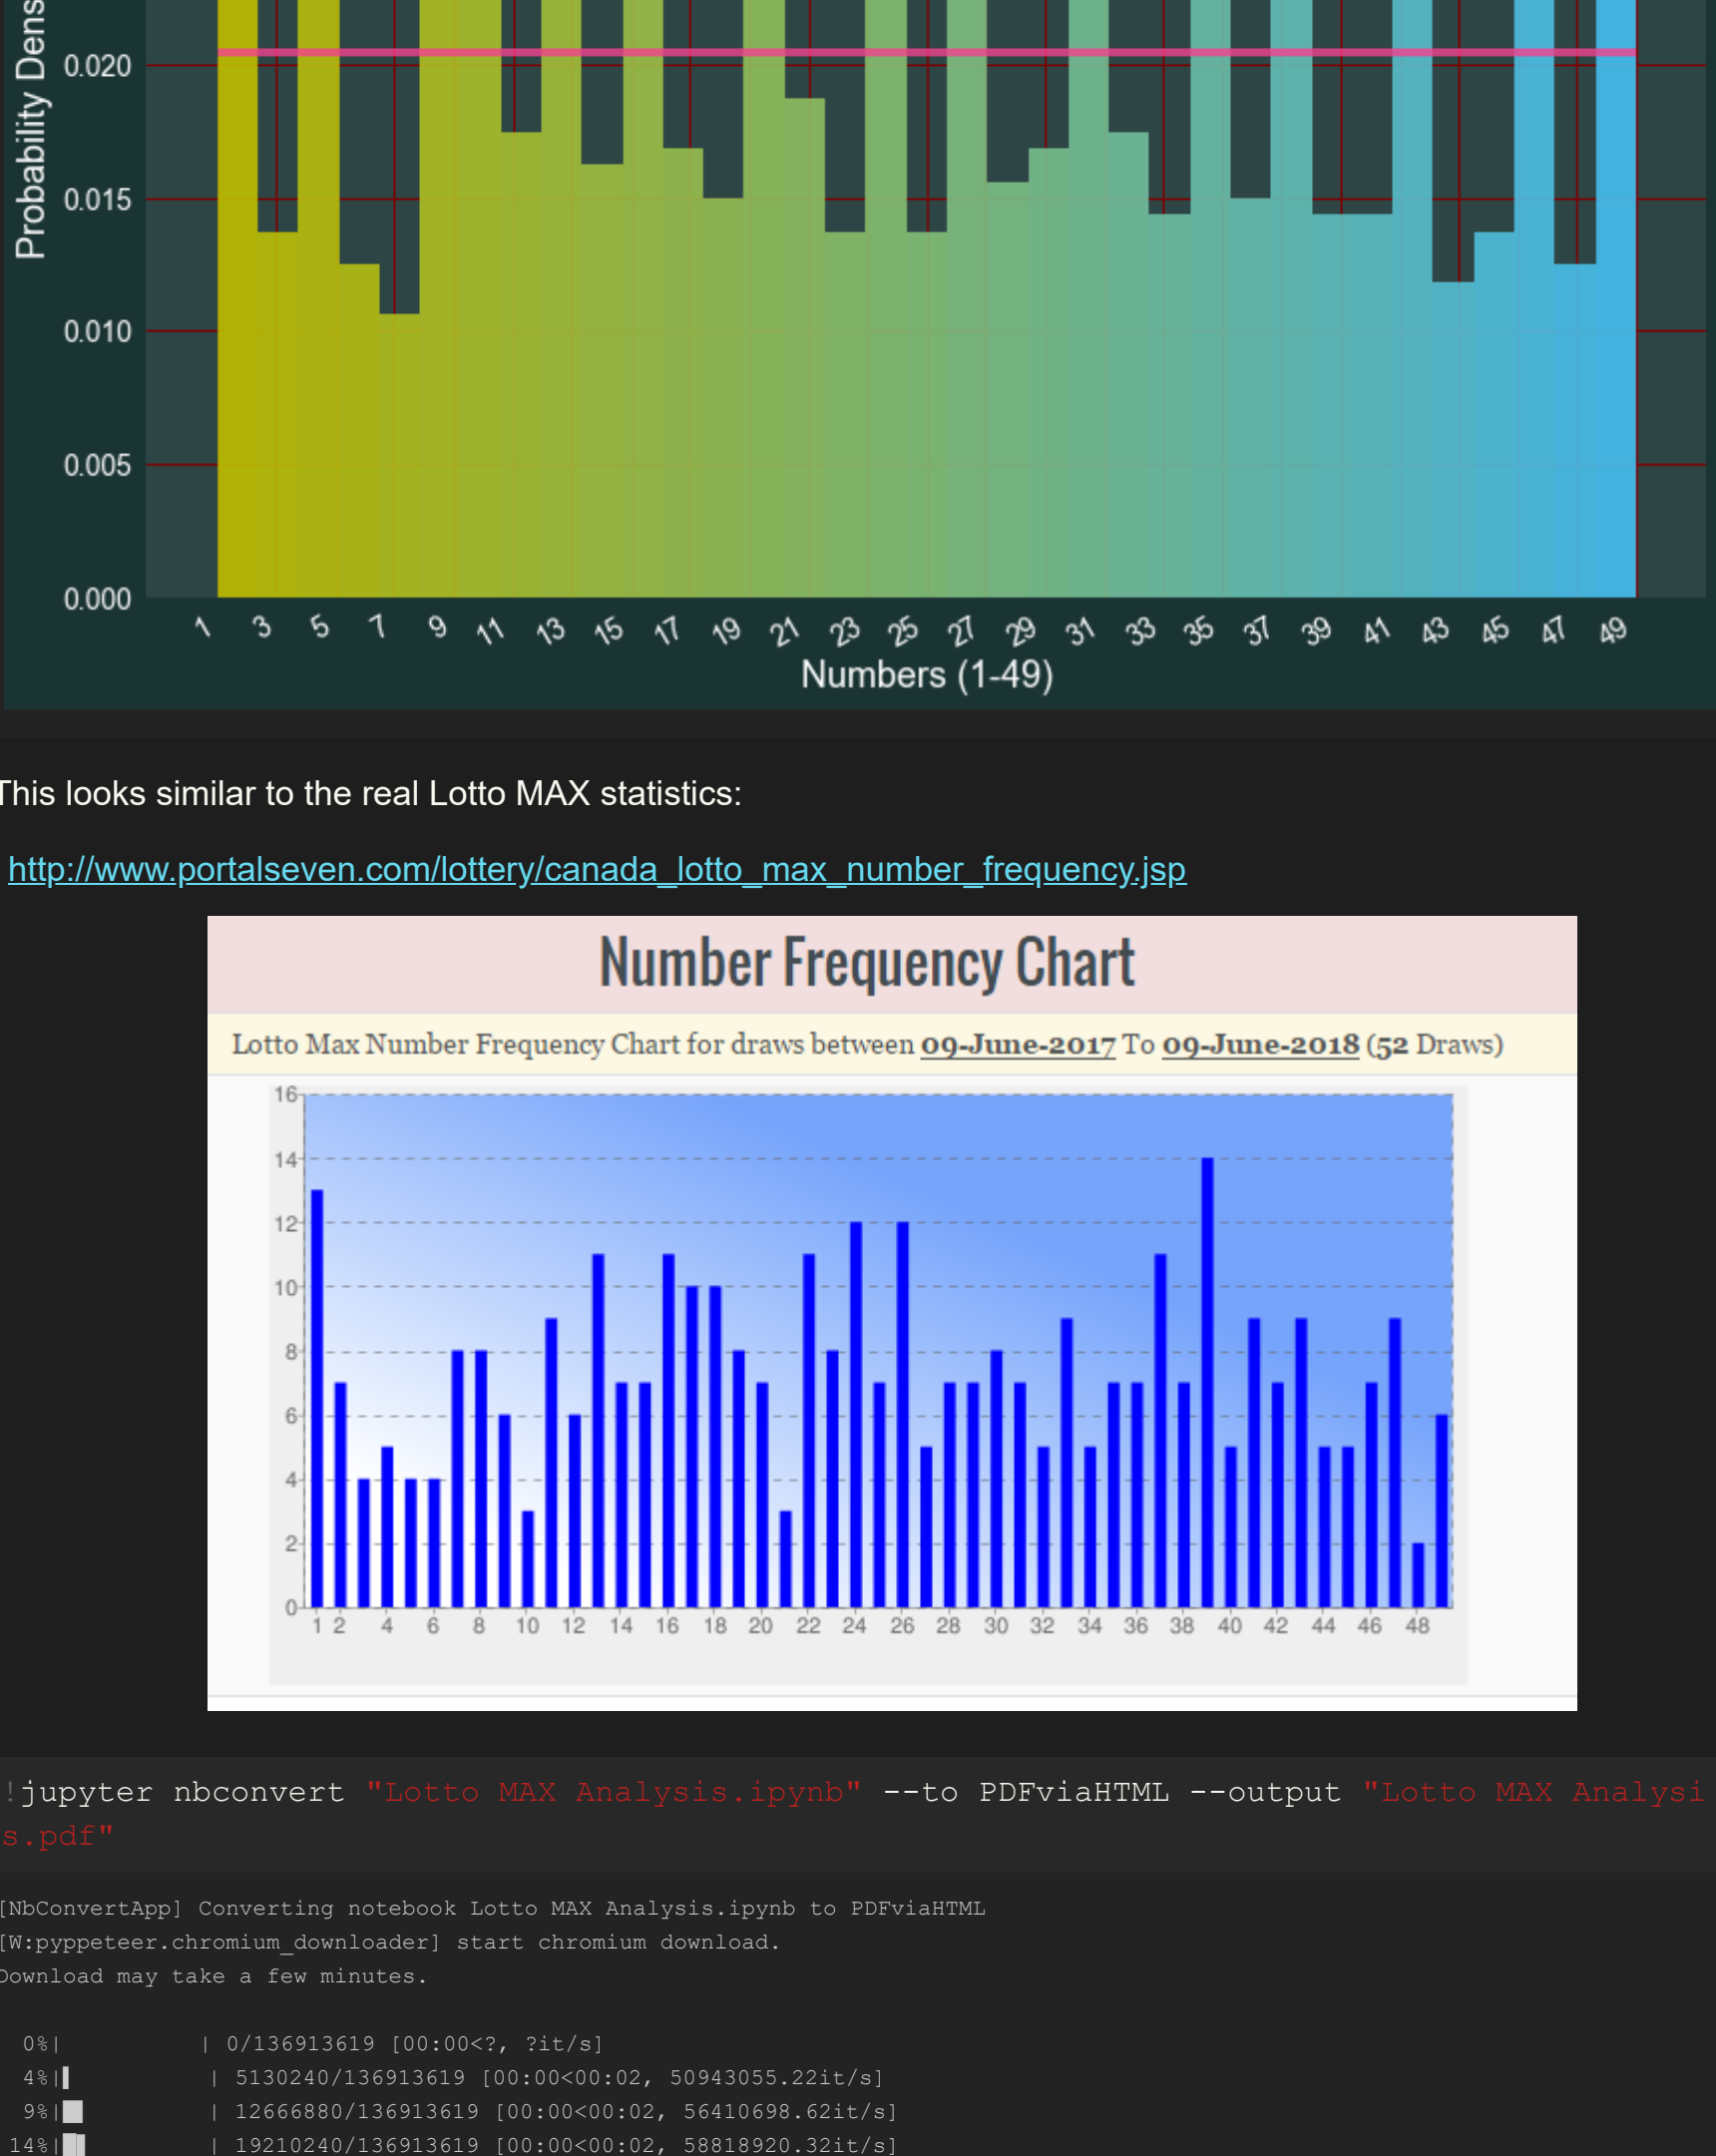 Probability Dens
0.020
0.015
0.010
0.005
0.000
1 3 5 7 9 11 13 15 17 19 21 23 25 27 29 31 33 35 37 39 41 43 45 47 49
Numbers (1-49)
This looks similar to the real Lotto MAX statistics:
http://www.portalseven.com/lottery/canada_lotto_max_number_frequency.jsp
Number Frequency Chart
Lotto Max Number Frequency Chart for draws between 09-June-2017 To 09-June-2018 (52 Draws)
16
14
12
10
8
6
4
2
0
1 2 4 6 8 10 12 14 16 18 20 22 24 26 28 30 32 34 36 38 40 42 44 46 48
!jupyter nbconvert "Lotto MAX Analysis.ipynb" --to PDFviaHTML --output "Lotto MAX Analysi
s.pdf"
[NbConvertApp] Converting notebook Lotto MAX Analysis.ipynb to PDFviaHTML
[W:pyppeteer.chromium_downloader] start chromium download.
Download may take a few minutes.
0%| | 0/136913619 [00:00<?, ?it/s]
4%|▌ | 5130240/136913619 [00:00<00:02, 50943055.22it/s]
9%|█▊ | 12666880/136913619 [00:00<00:02, 56410698.62it/s]
14%|█▊ | 19210240/136913619 [00:00<00:02, 58818920.32it/s]